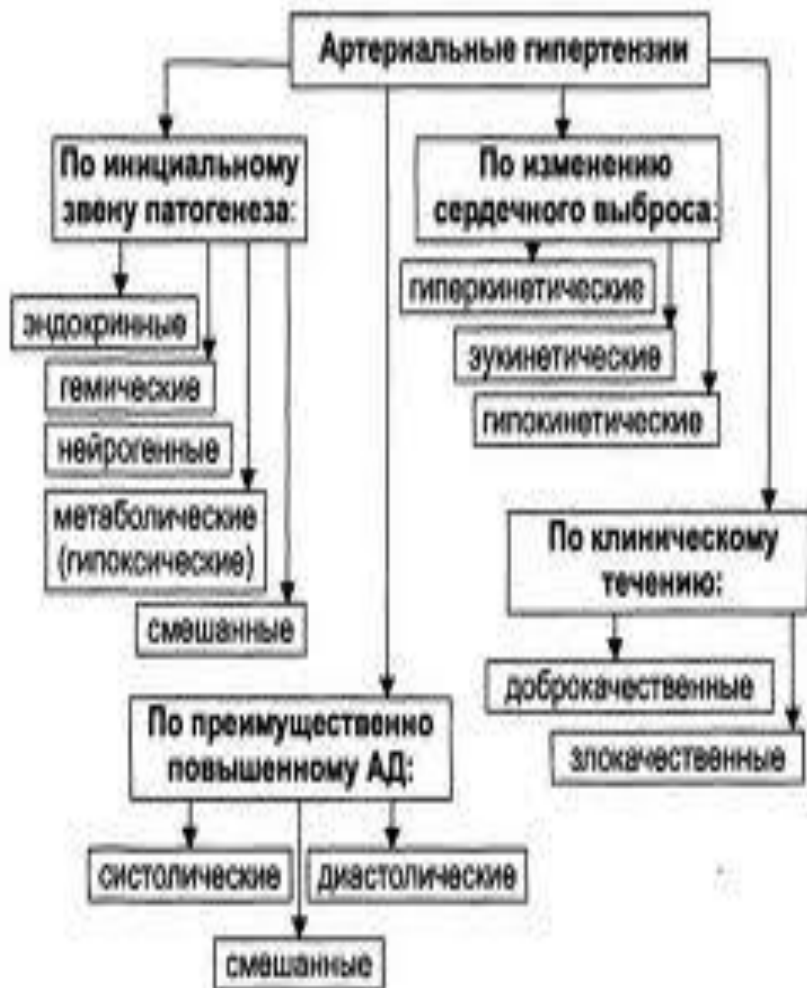 Артериальные гипертензии
По инициальному
звену патогенеза:
эндокринные
гемические
нейрогенные
метаболические
(гипоксические)
смешанные
По изменению
сердечного выброса:
гиперкинетические
эукинетические
гипокинетические
По клиническому
течению:
доброкачественные
злокачественные
По преимущественно
повышенному АД:
систолические
диастолические
смешанные